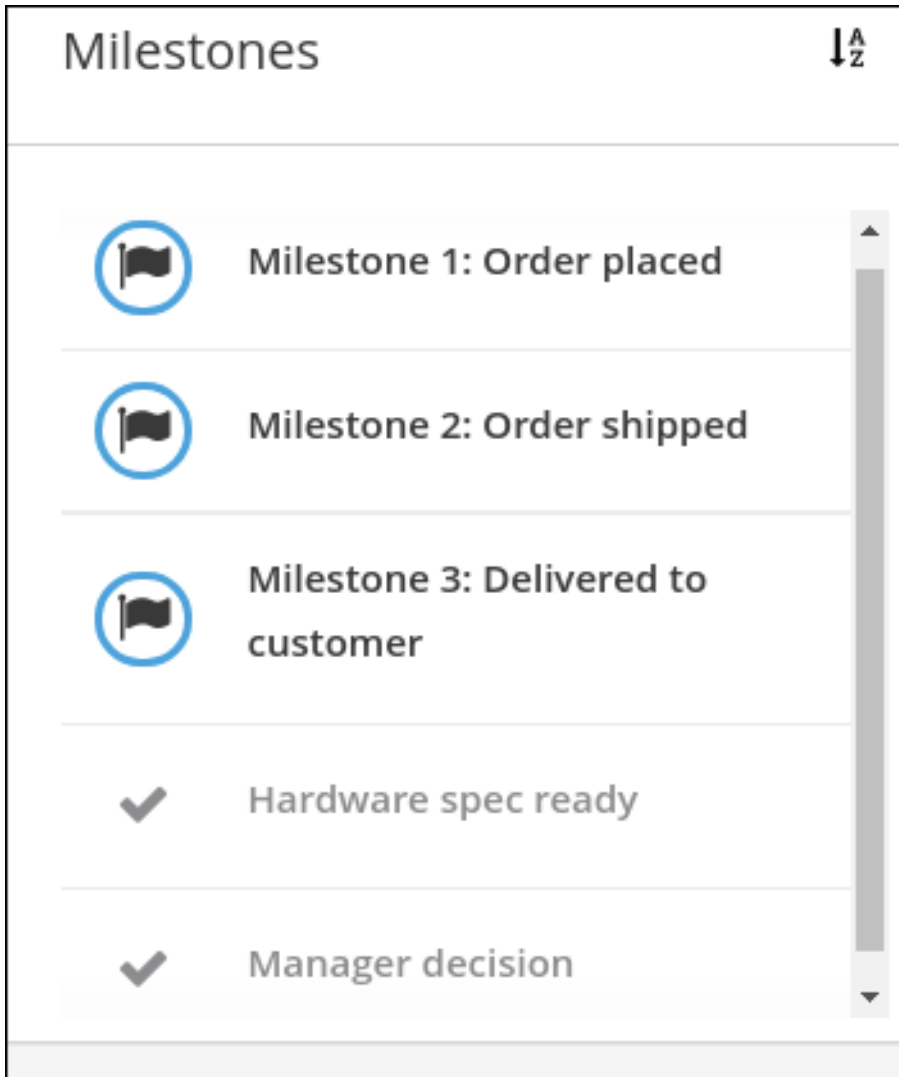 Milestones
A
Z
Milestone 1: Order placed
Milestone 2: Order shipped
Milestone 3: Delivered to
customer
Hardware spec ready
Manager decision